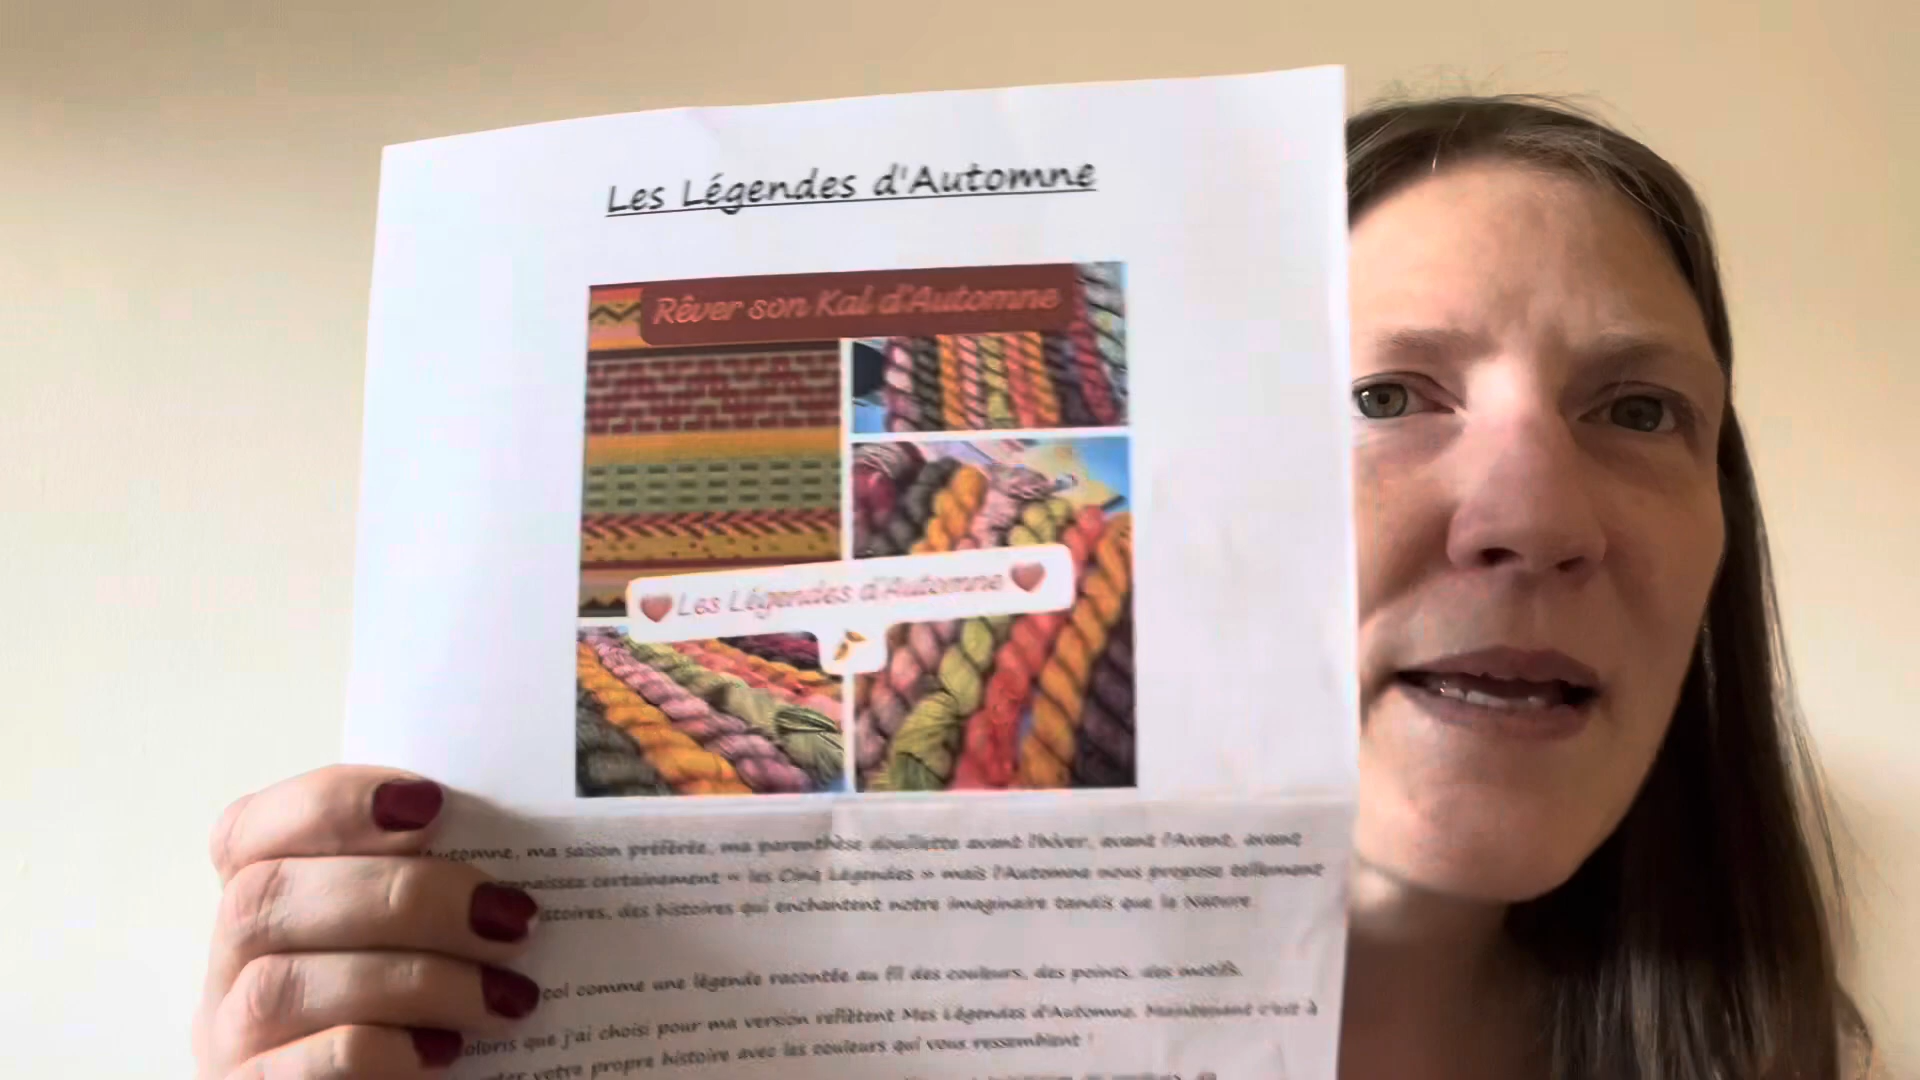 Les Légendes d'Automne
Rêver son Kal d'Automne
Les Légendes d'Automne
Automne, ma saison préférée, ma parenthèse douillette avant l'hiver, avant l'Avent, avant
connaissez certainement « les Cinq Légendes » mais l'Automne nous propose tellement
istoires, des histoires qui enchantent notre imaginaire tandis que la Nature
col comme une légende racontée au fil des couleurs, des points, des motifs.
oloris que j'ai choisi pour ma version reflètent Mes Légendes d'Automne. Maintenant c'est à
votre propre histoire avec les couleurs qui vous ressemblent !